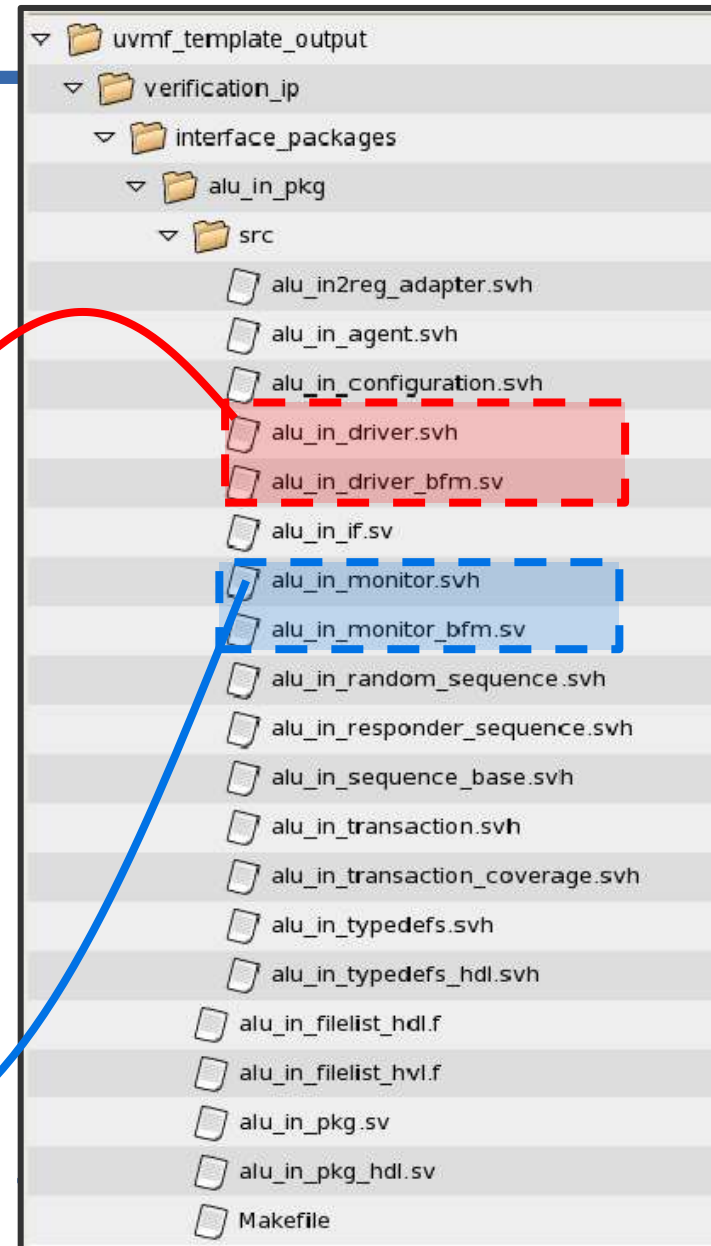 uvmf_template_output
verification_ip
interface_packages
alu_in_pkg
src
alu_in2reg_adapter.svh
alu_in_agent.svh
alu_in_configuration.svh
alu_in_driver.svh
alu_in_driver_bfm.sv
alu_in_if.sv
alu_in_monitor.svh
alu_in_monitor_bfm.sv
alu_in_random_sequence.svh
alu_in_responder_sequence.svh
alu_in_sequence_base.svh
alu_in_transaction.svh
alu_in_transaction_coverage.svh
alu_in_typedefs.svh
alu_in_typedefs_hdl.svh
alu_in_filelist_hdl.f
alu_in_filelist_hvl.f
alu_in_pkg.sv
alu_in_pkg_hdl.sv
Makefile